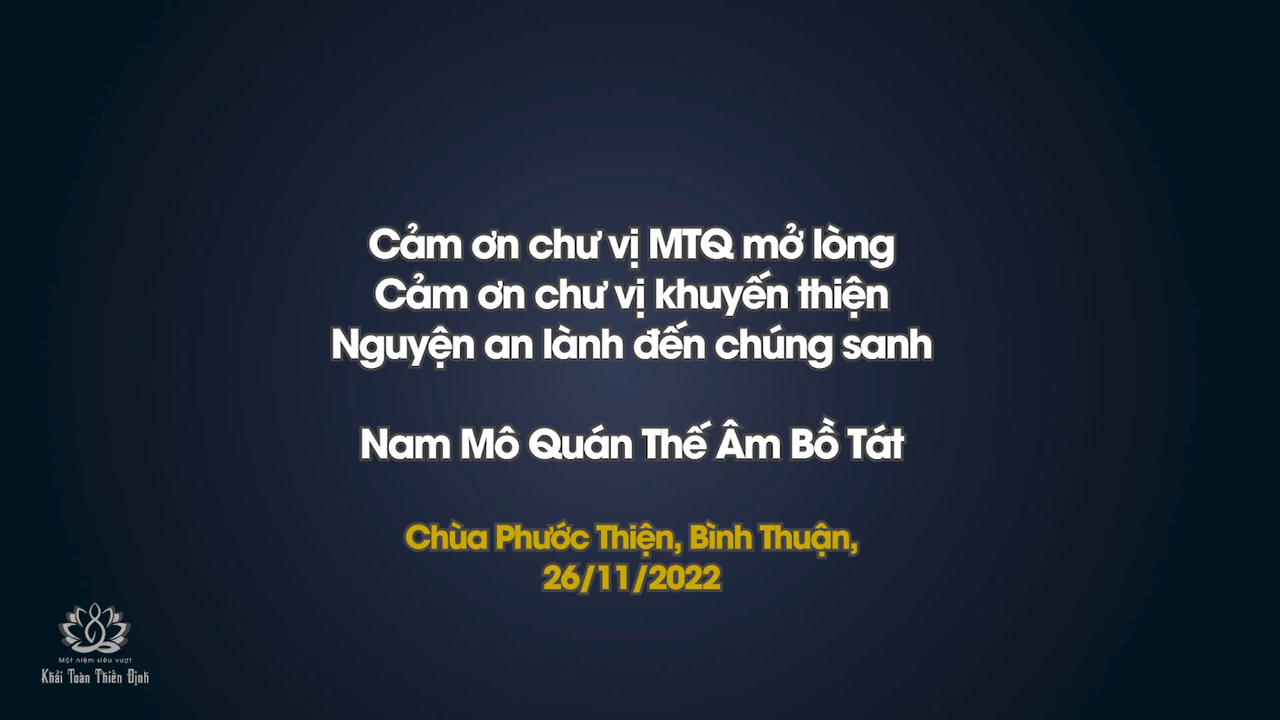 Cảm ơn chư vị MTQ mở lòng
Cảm ơn chư vị khuyến thiện
Nguyện an lành đến chúng sanh
Nam Mô Quán Thế Âm Bồ Tát
Chùa Phước Thiện, Bình Thuận,
26/11/2022
Một niệm siêu vượt
Khải Toàn Thiền Định